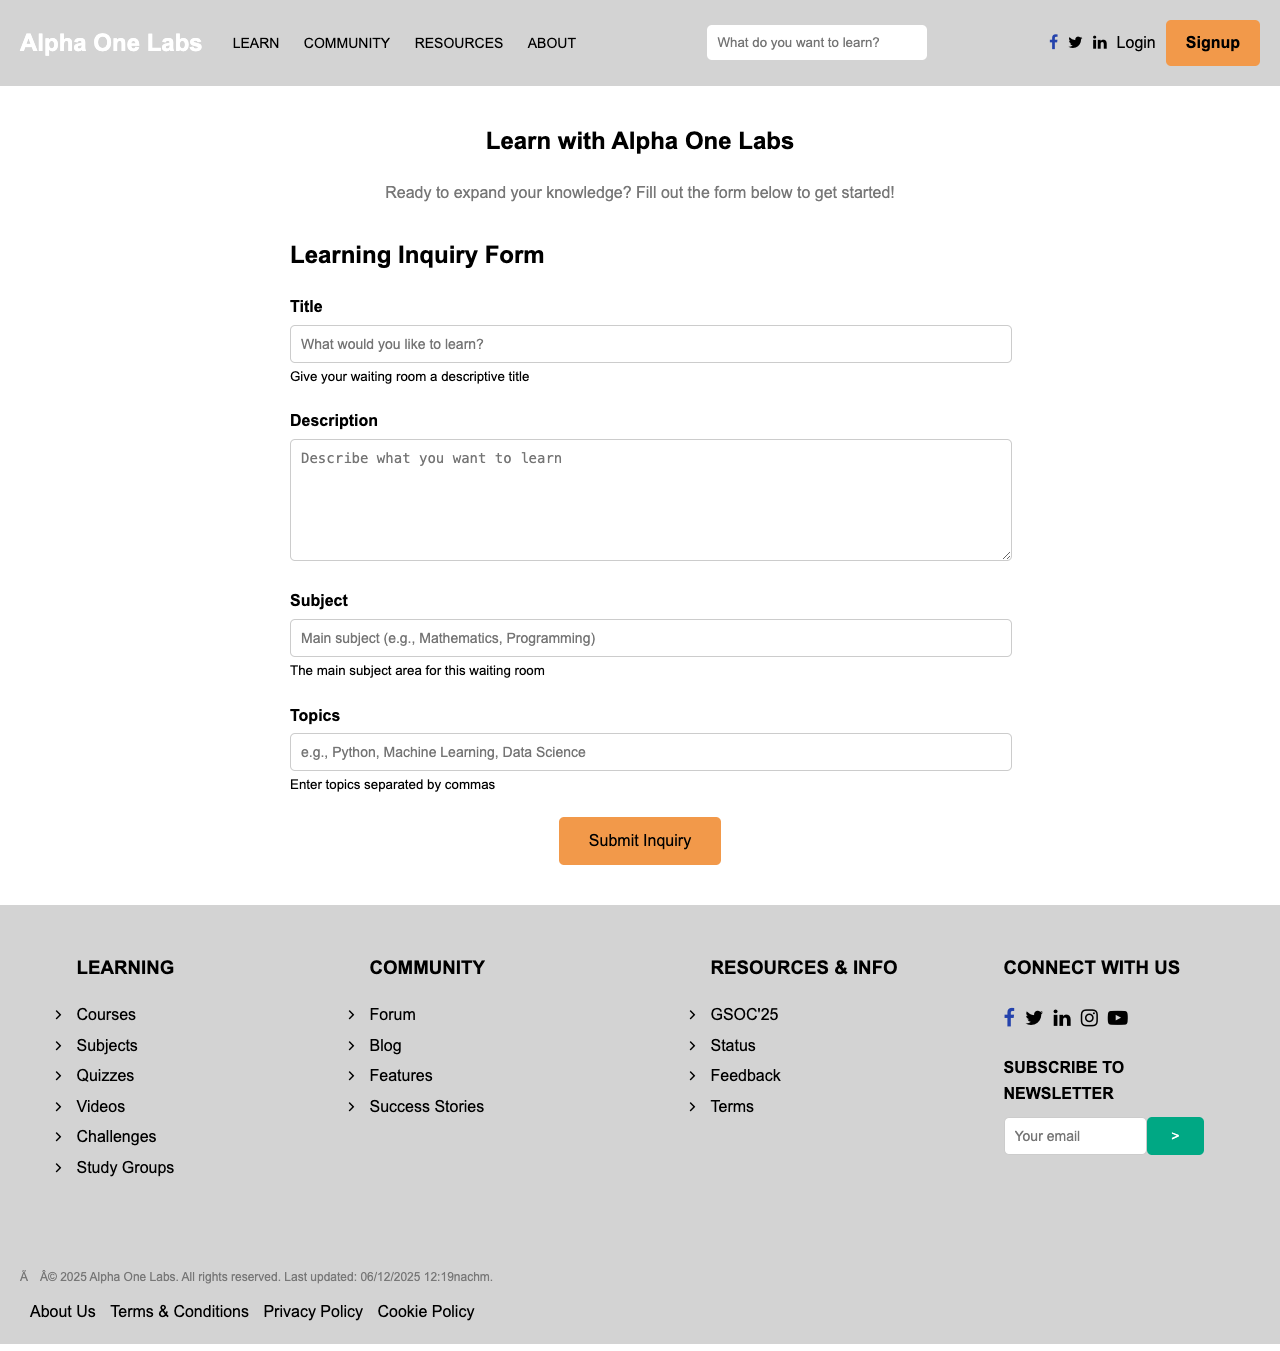 Alpha One Labs
LEARN COMMUNITY RESOURCES ABOUT
What do you want to learn?
Login
Signup
Learn with Alpha One Labs
Ready to expand your knowledge? Fill out the form below to get started!
Learning Inquiry Form
Title
What would you like to learn?
Give your waiting room a descriptive title
Description
Describe what you want to learn
Subject
Main subject (e.g., Mathematics, Programming)
The main subject area for this waiting room
Topics
e.g., Python, Machine Learning, Data Science
Enter topics separated by commas
Submit Inquiry
LEARNING
Courses
Subjects
Quizzes
Videos
Challenges
Study Groups
COMMUNITY
Forum
Blog
Features
Success Stories
RESOURCES & INFO
GSOC'25
Status
Feedback
Terms
CONNECT WITH US
SUBSCRIBE TO
NEWSLETTER
Your email
>
Ã Â© 2025 Alpha One Labs. All rights reserved. Last updated: 06/12/2025 12:19nachm.
About Us Terms & Conditions Privacy Policy Cookie Policy